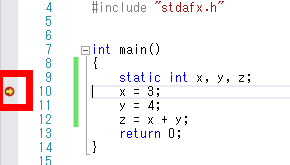 4 #include "stdafx.h"
5
6
7 int main()
8 {
9 static int x, y, z;
10 x = 3;
11 y = 4;
12 z = x + y;
13 return 0;
14 }